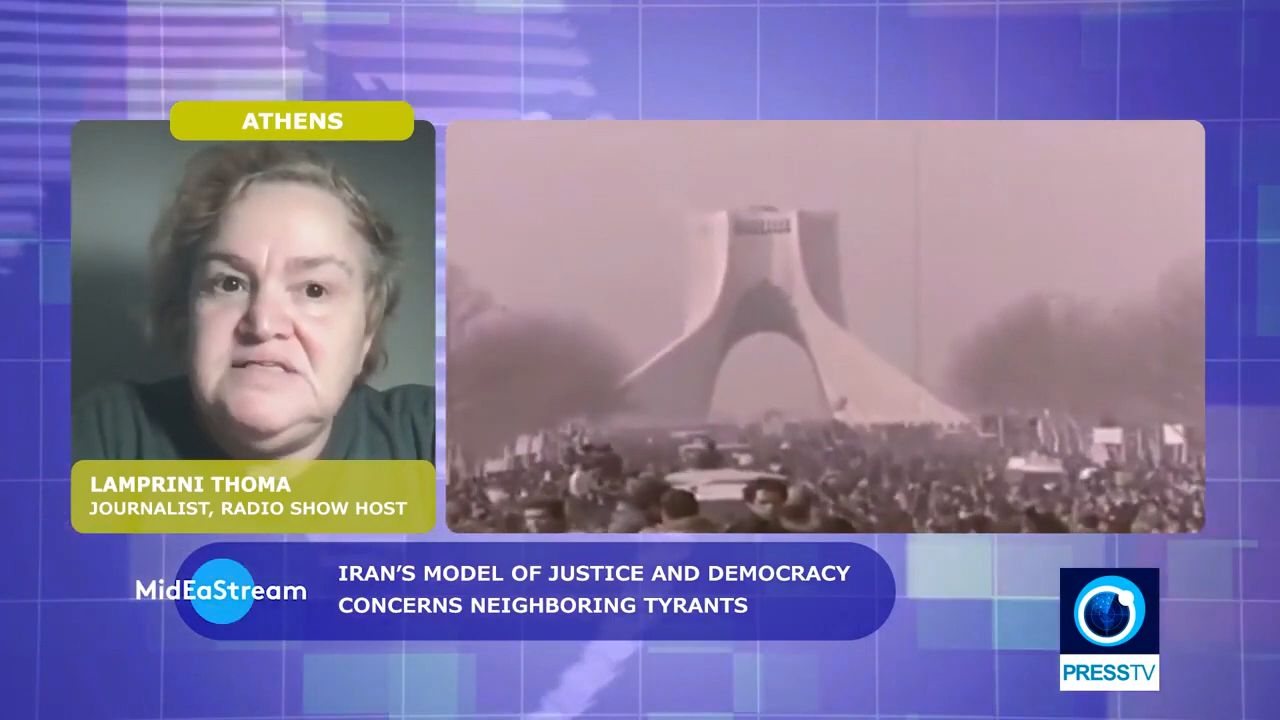 ATHENS
LAMPRINI THOMA
JOURNALIST, RADIO SHOW HOST
MidEaStream
IRAN'S MODEL OF JUSTICE AND DEMOCRACY
CONCERNS NEIGHBORING TYRANTS
PRESSTV